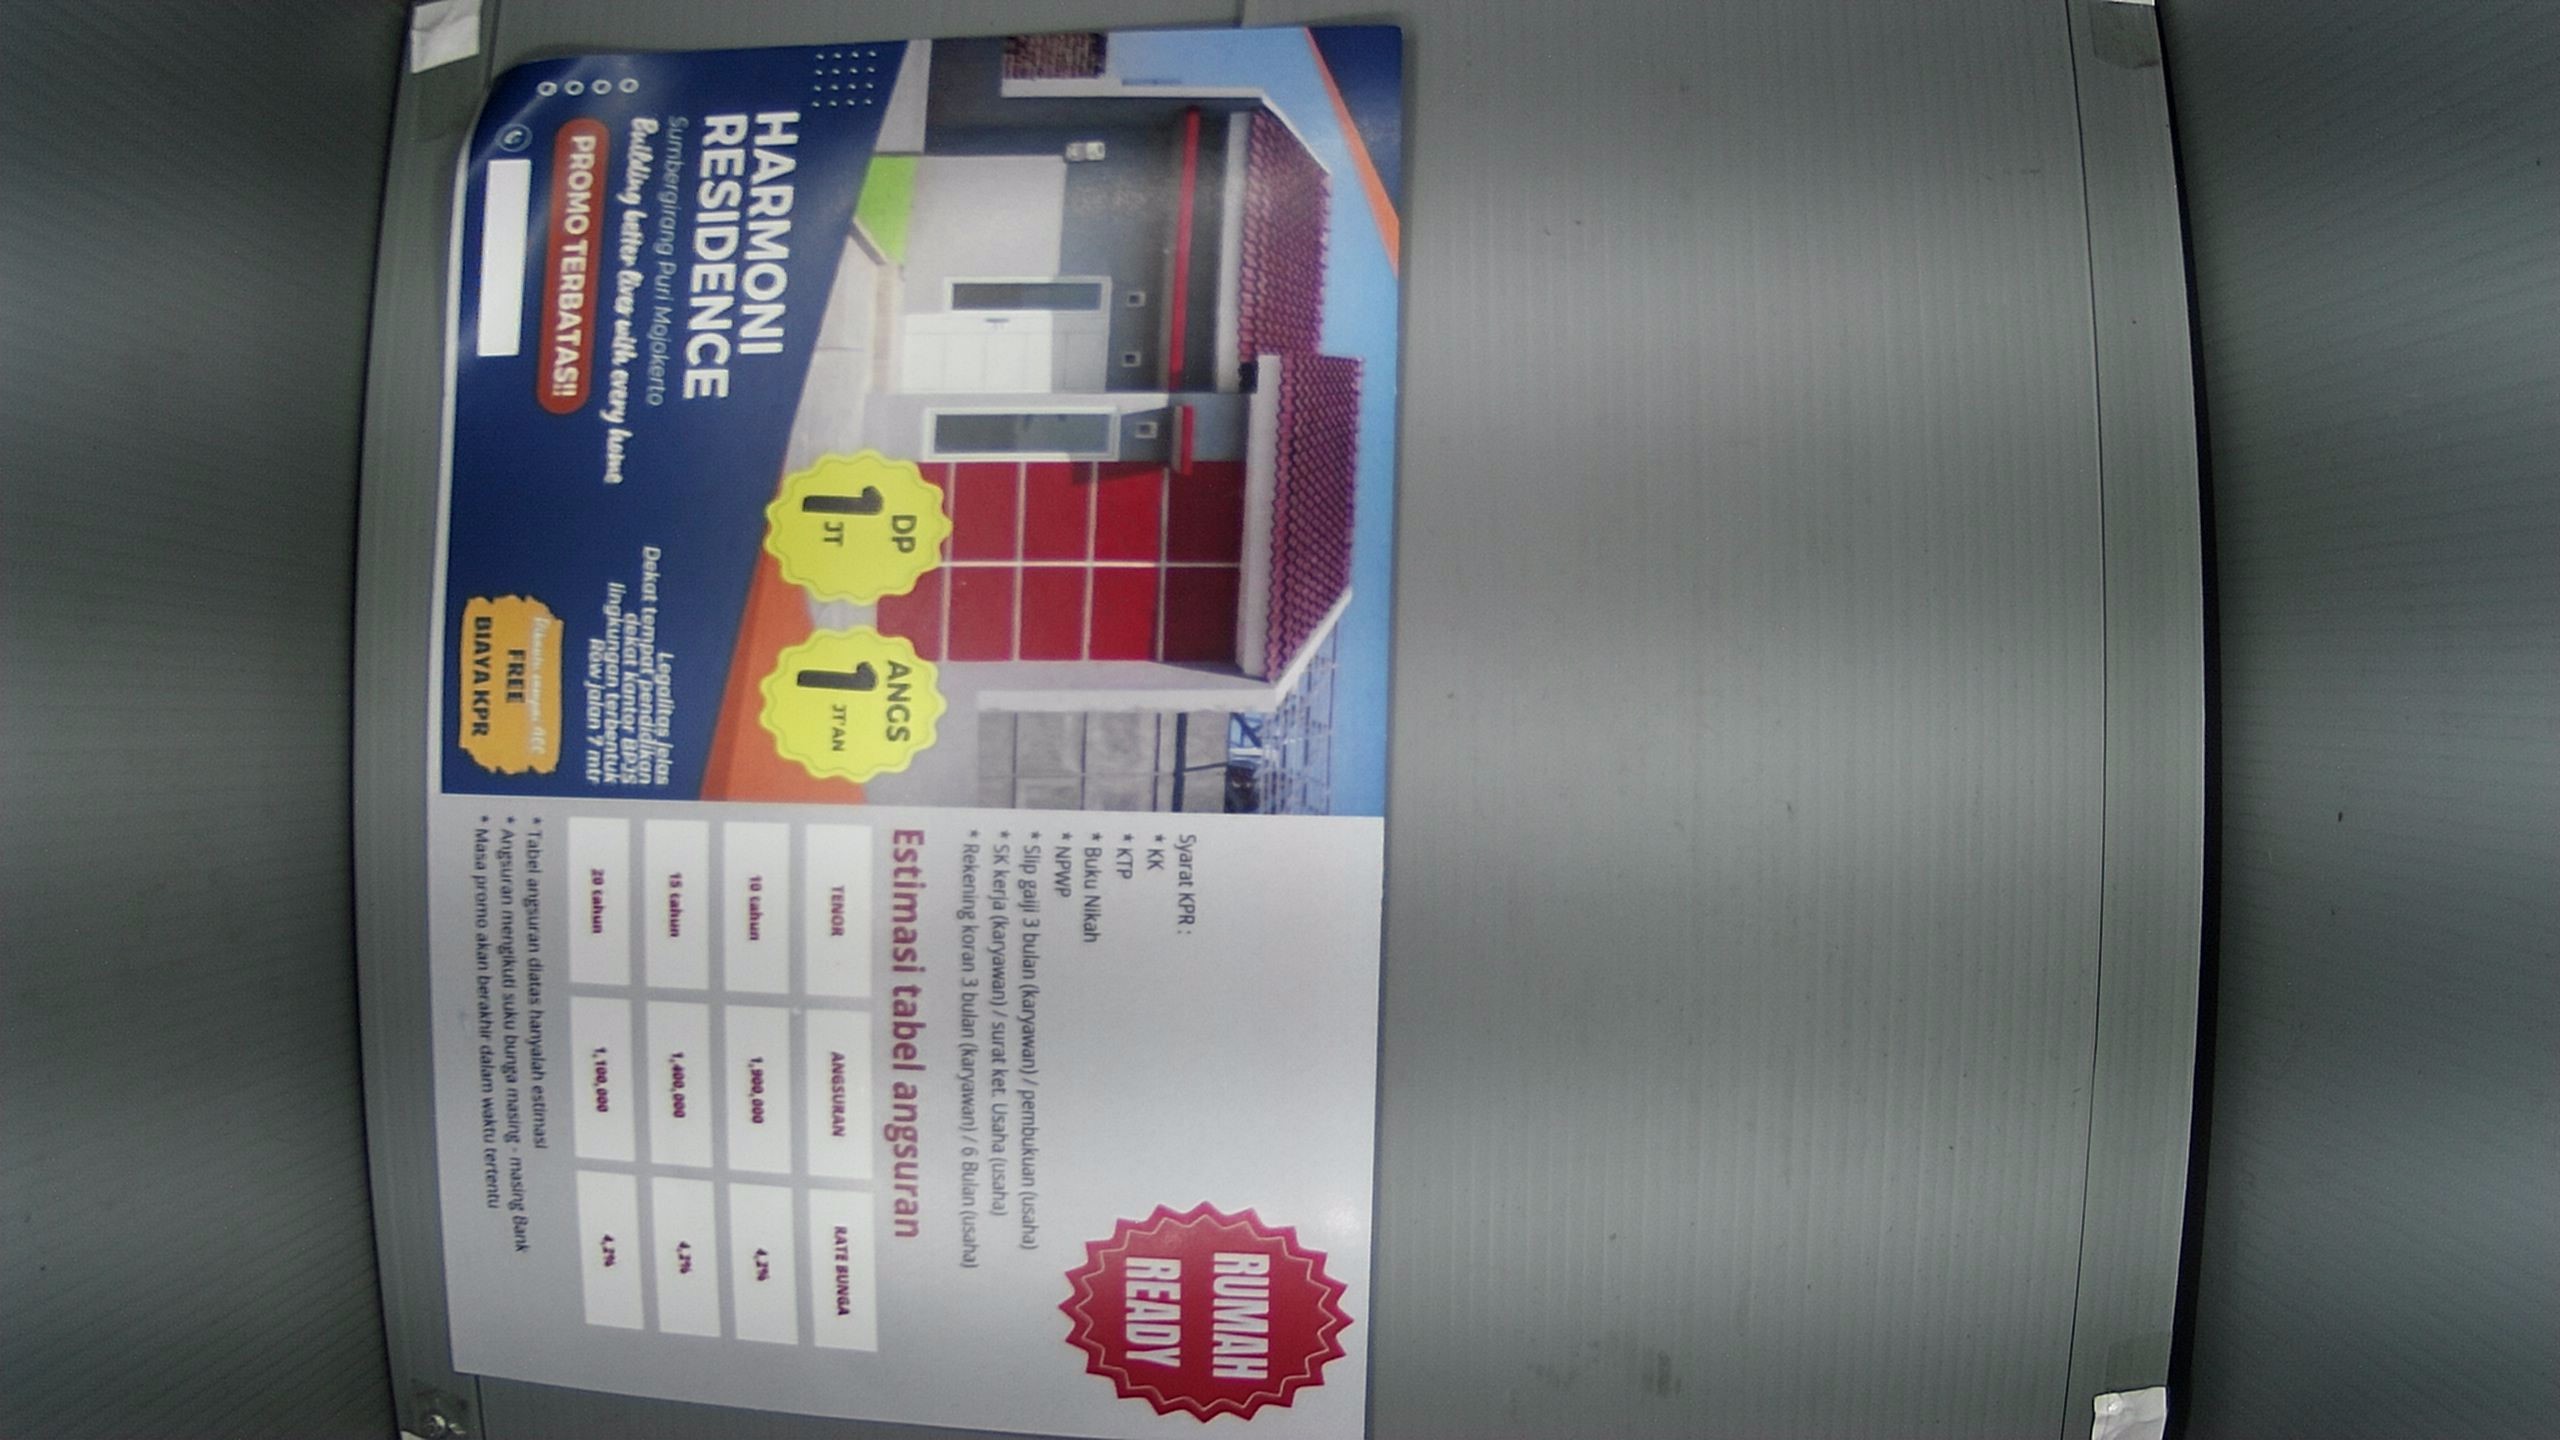 HARMONI
RESIDENCE
Sumbergirang Puri Mojokerto
Building better lives with every home
PROMO TERBATAS!!
DP
1 JT
ANGS
1 JT'AN
Legalitas jelas
Dekat tempat pendidikan
dekat kantor BPJS
lingkungan terbentuk
Row jalan 7 mtr
FREE
BIAYA KPR
Syarat KPR :
* KK
* KTP
* Buku Nikah
* NPWP
* Slip gaiji 3 bulan (karyawan) / pembukuan (usaha)
* SK kerja (karyawan) / surat ket. Usaha (usaha)
* Rekening koran 3 bulan (karyawan) / 6 Bulan (usaha)
RUMAH
READY
Estimasi tabel angsuran
TENOR ANGSURAN RATE BUNGA
10 tahun 1,900,000 4,2%
15 tahun 1,400,000 4,2%
20 tahun 1,100,000 4,2%
* Tabel angsuran diatas hanyalah estimasi
* Angsuran mengikuti suku bunga masing - masing Bank
* Masa promo akan berakhir dalam waktu tertentu